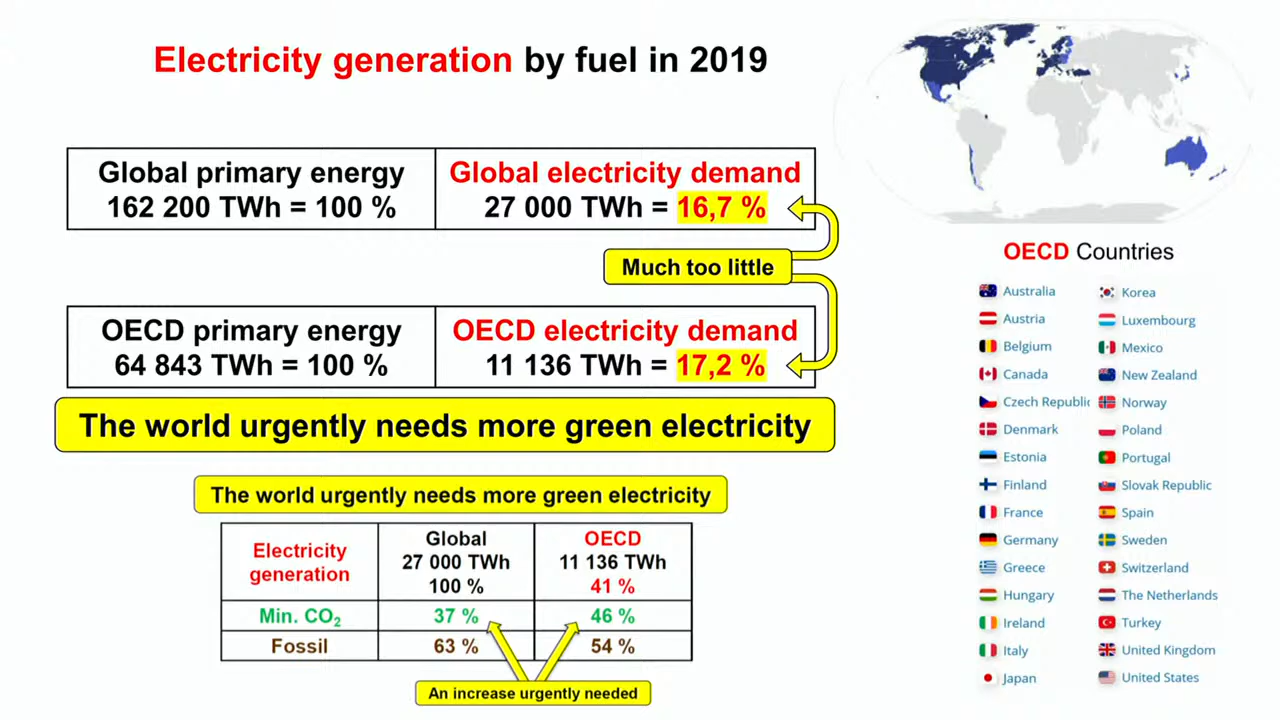 Electricity generation by fuel in 2019
Global primary energy
162 200 TWh = 100 %
Global electricity demand
27 000 TWh = 16,7 %
Much too little
OECD primary energy
64 843 TWh = 100 %
OECD electricity demand
11 136 TWh = 17,2 %
The world urgently needs more green electricity
The world urgently needs more green electricity
Electricity
generation
Global
27 000 TWh
100 %
OECD
11 136 TWh
41 %
Min. CO₂
37 %
46 %
Fossil
63 %
54 %
An increase urgently needed
OECD Countries
Australia
Austria
Belgium
Canada
Czech Republic
Denmark
Estonia
Finland
France
Germany
Greece
Hungary
Ireland
Italy
Japan
Korea
Luxembourg
Mexico
New Zealand
Norway
Poland
Portugal
Slovak Republic
Spain
Sweden
Switzerland
The Netherlands
Turkey
United Kingdom
United States